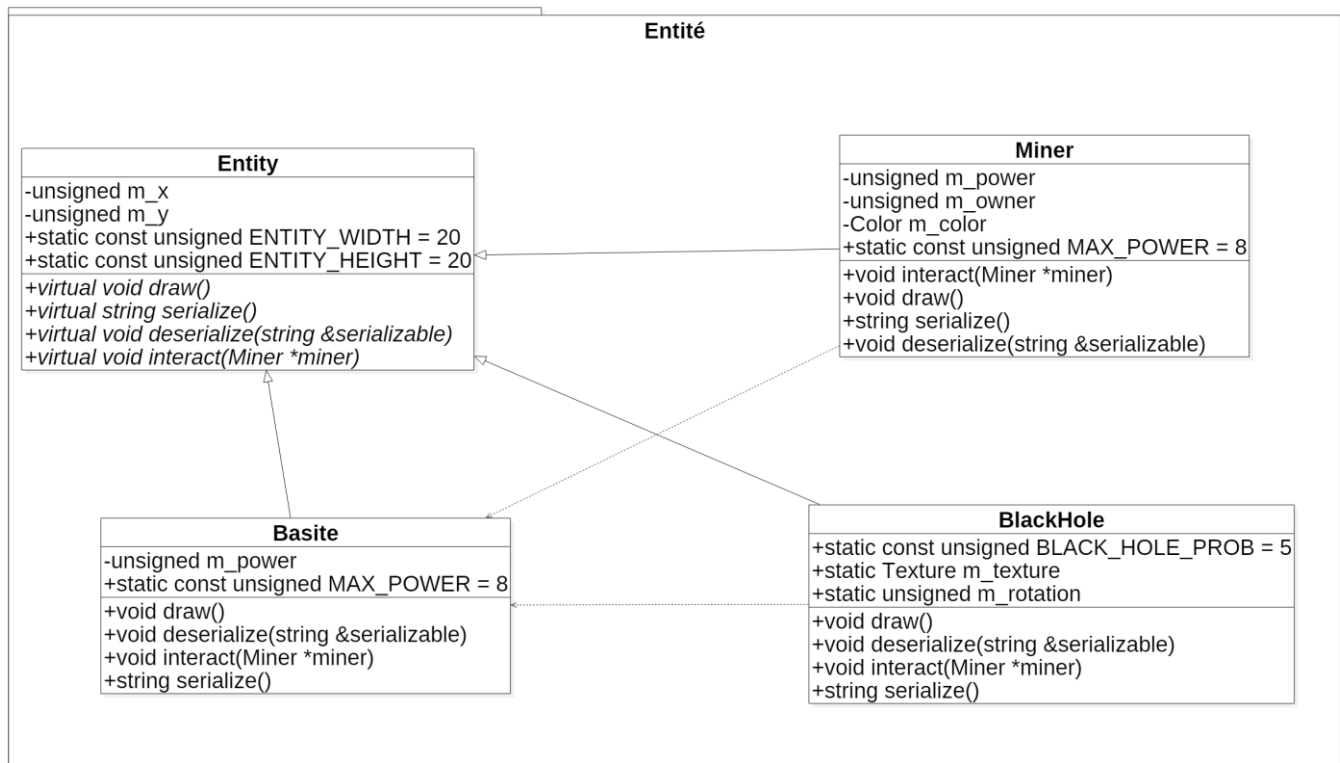 Entité
Entity
-unsigned m_x
-unsigned m_y
+static const unsigned ENTITY_WIDTH = 20
+static const unsigned ENTITY_HEIGHT = 20
+virtual void draw()
+virtual string serialize()
+virtual void deserialize(string &serializable)
+virtual void interact(Miner *miner)
Miner
-unsigned m_power
-unsigned m_owner
-Color m_color
+static const unsigned MAX_POWER = 8
+void interact(Miner *miner)
+void draw()
+string serialize()
+void deserialize(string &serializable)
Basite
-unsigned m_power
+static const unsigned MAX_POWER = 8
+void draw()
+void deserialize(string &serializable)
+void interact(Miner *miner)
+string serialize()
BlackHole
+static const unsigned BLACK_HOLE_PROB = 5
+static Texture m_texture
+static unsigned m_rotation
+void draw()
+void deserialize(string &serializable)
+void interact(Miner *miner)
+string serialize()